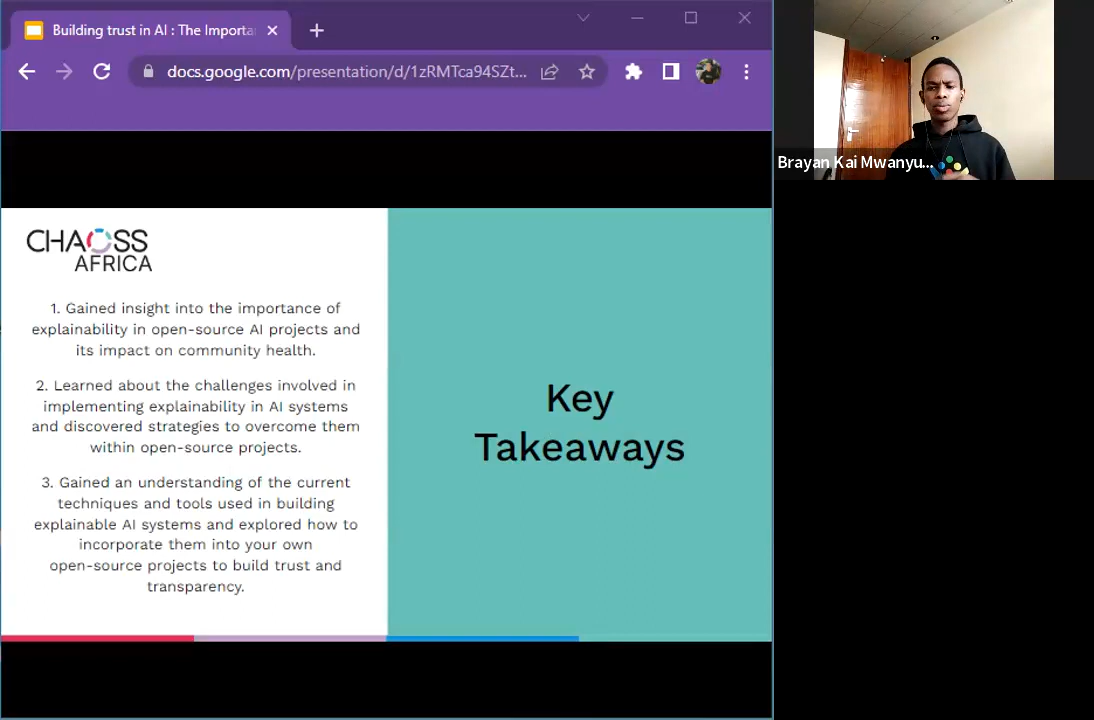 Building trust in AI : The Importa
docs.google.com/presentation/d/1zRMTca94SZt...
Brayan Kai Mwanyu...
CHAOSS
AFRICA
1. Gained insight into the importance of
explainability in open-source AI projects and
its impact on community health.
2. Learned about the challenges involved in
implementing explainability in AI systems
and discovered strategies to overcome them
within open-source projects.
3. Gained an understanding of the current
techniques and tools used in building
explainable AI systems and explored how to
incorporate them into your own
open-source projects to build trust and
transparency.
Key
Takeaways